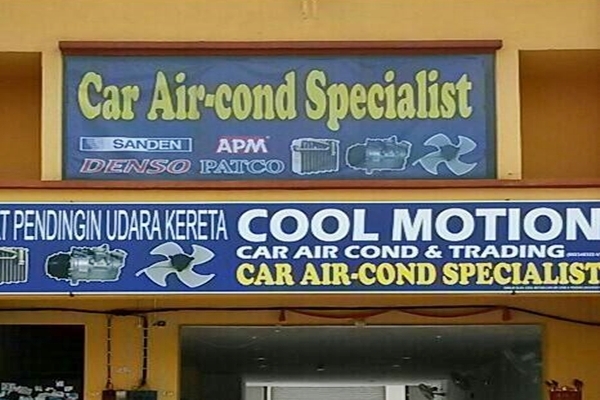 Car Air-cond Specialist
SANDEN APM
DENSO PATCO
T PENDINGIN UDARA KERETA
COOL MOTION
CAR AIR COND & TRADING
CAR AIR-COND SPECIALIST